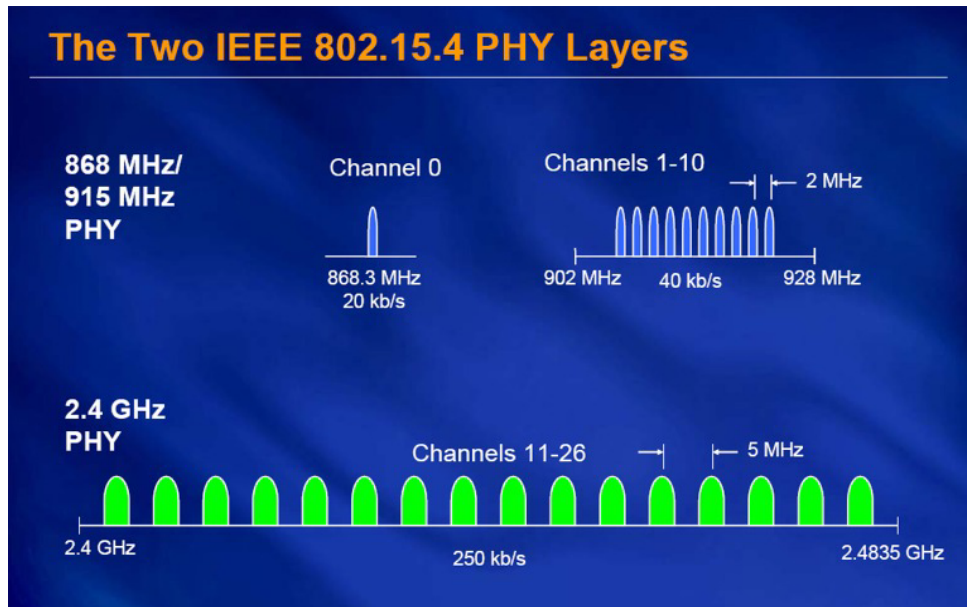 The Two IEEE 802.15.4 PHY Layers
868 MHz/
915 MHz
PHY
Channel 0
868.3 MHz
20 kb/s
Channels 1-10
2 MHz
902 MHz
40 kb/s
928 MHz
2.4 GHz
PHY
Channels 11-26
5 MHz
2.4 GHz
250 kb/s
2.4835 GHz